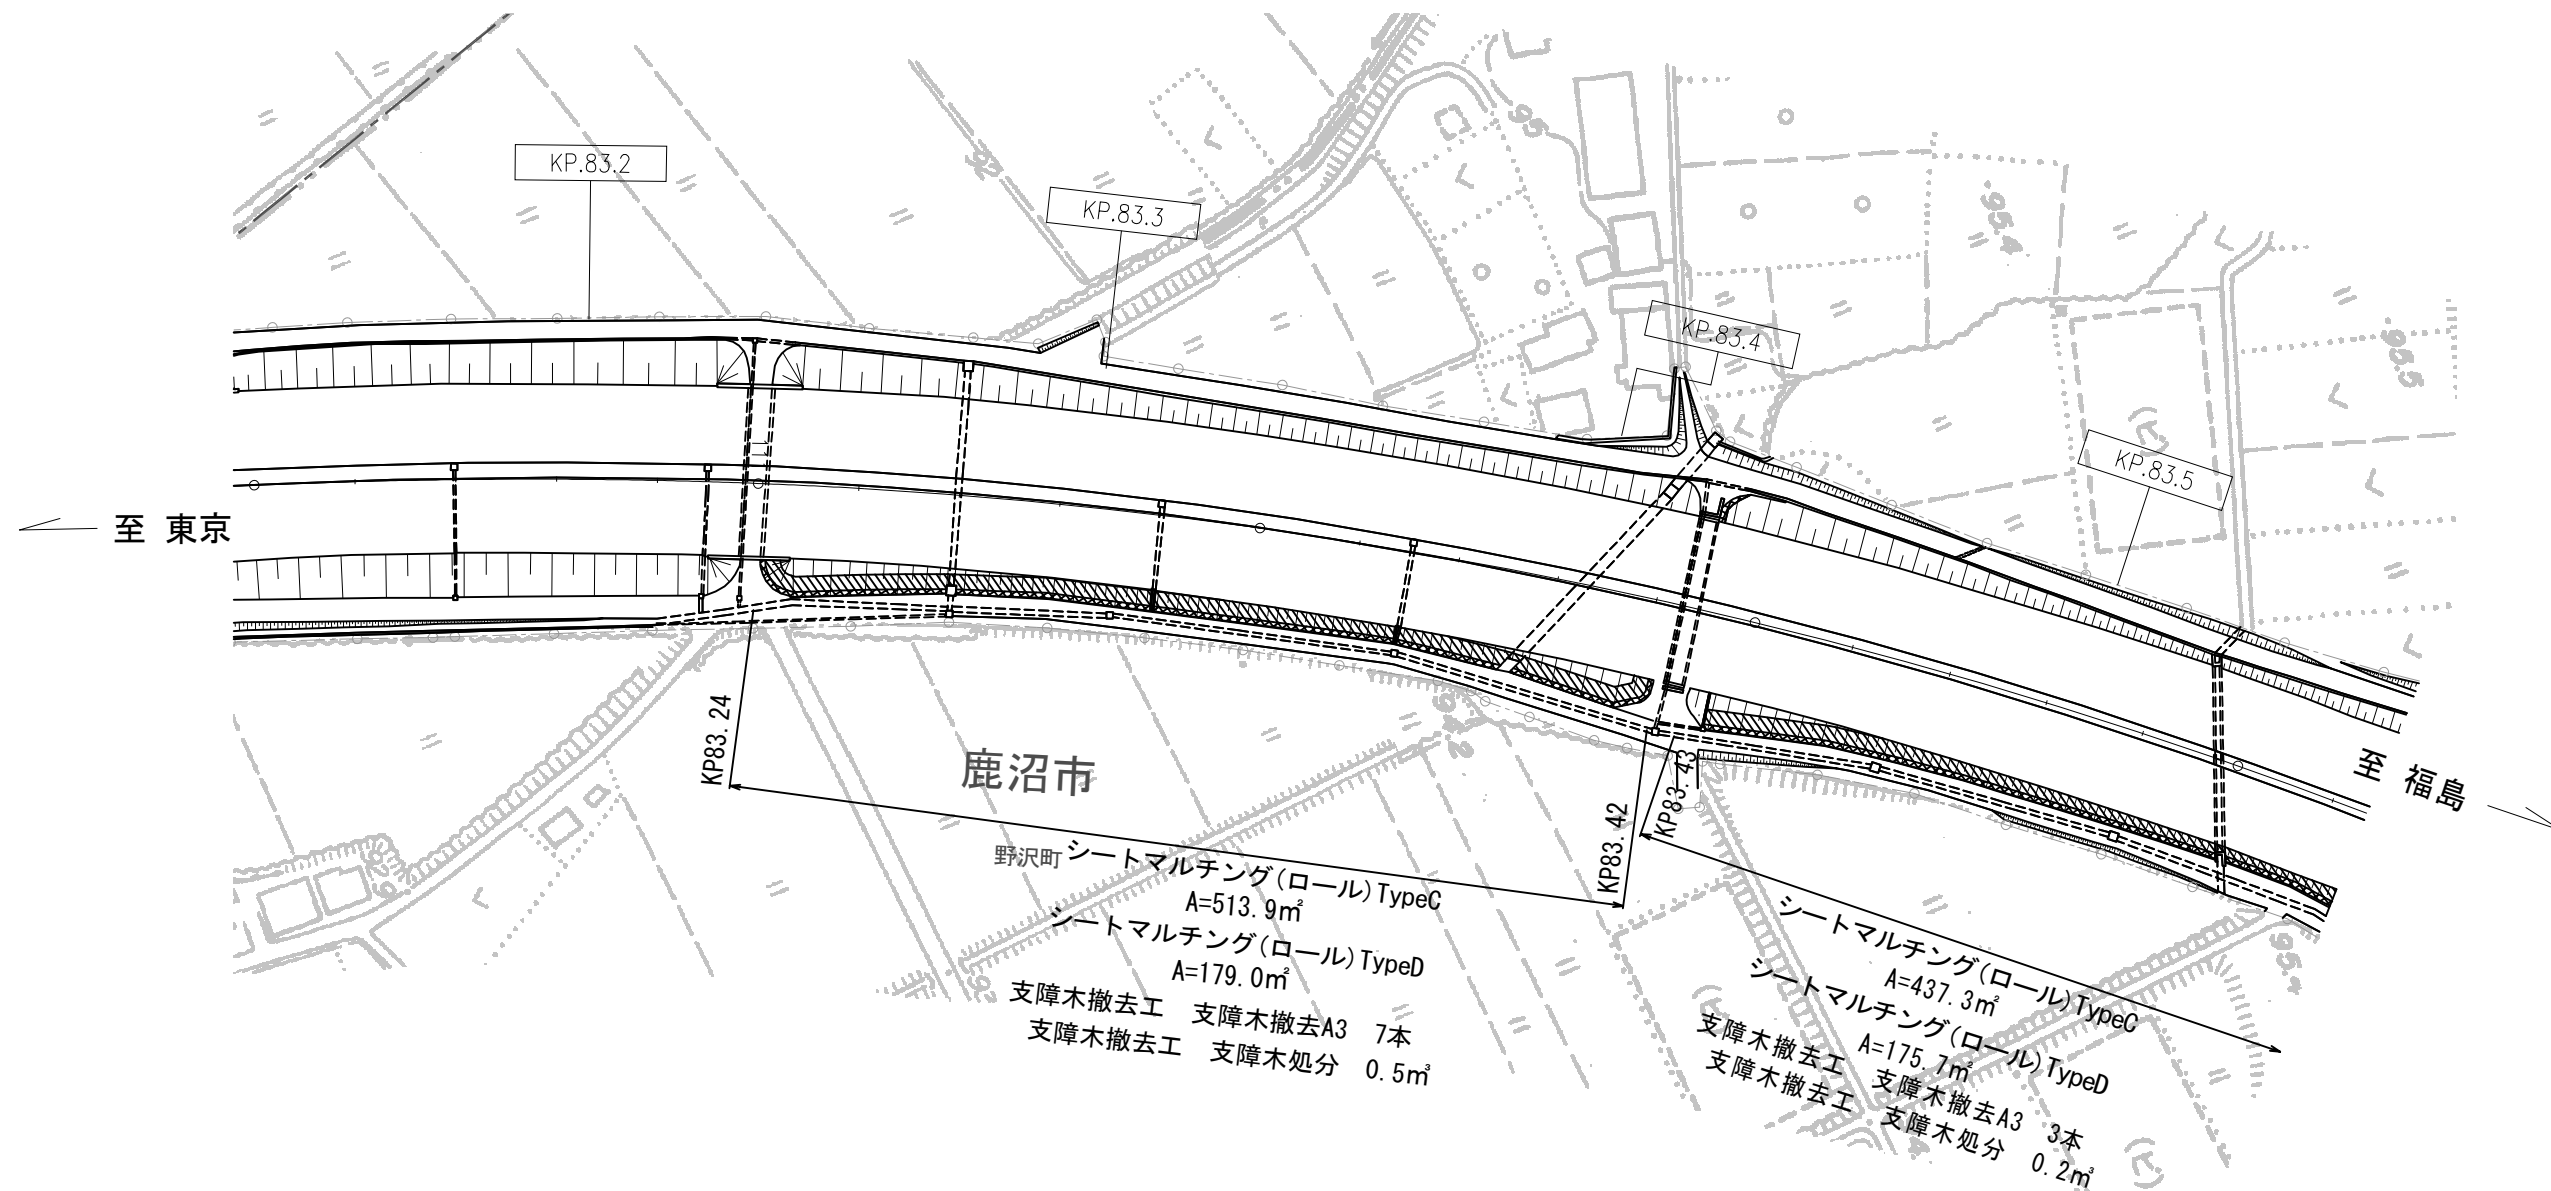 KP.83.2
KP.83.3
KP.83.4
KP.83.5
92
95
95.4
95.5
至 東京
至 福島
KP83.24
鹿沼市
野沢町
KP83.42
KP83.43
シートマルチング(ロール)TypeC
A=513.9㎡
シートマルチング(ロール)TypeD
A=179.0㎡
支障木撤去工　支障木撤去A3　7本
支障木撤去工　支障木処分　0.5㎥
シートマルチング(ロール)TypeC
A=437.3㎡
シートマルチング(ロール)TypeD
A=175.7㎡
支障木撤去工　支障木撤去A3　3本
支障木撤去工　支障木処分　0.2㎥